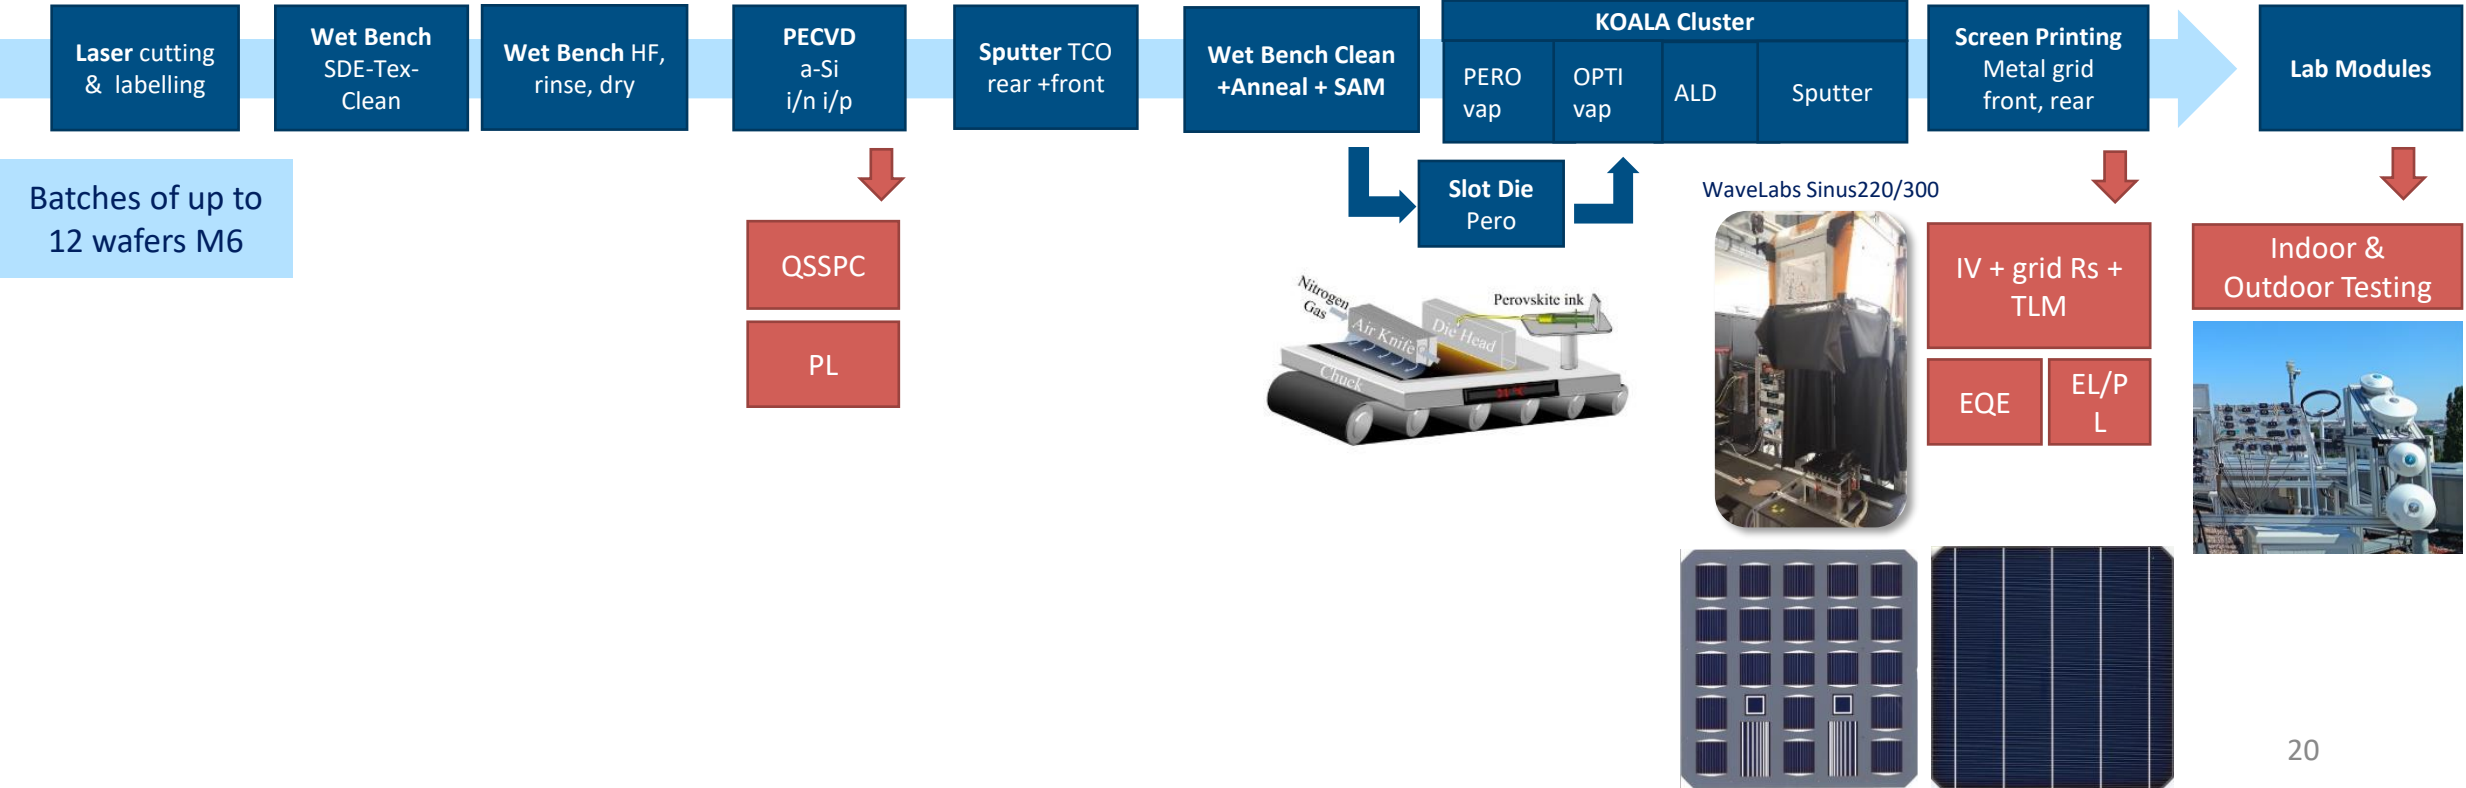 Laser cutting
& labelling
Wet Bench
SDE-Tex-
Clean
Wet Bench HF,
rinse, dry
PECVD
a-Si
i/n i/p
Sputter TCO
rear +front
Wet Bench Clean
+Anneal + SAM
KOALA Cluster
PERO
vap
OPTI
vap
ALD
Sputter
Screen Printing
Metal grid
front, rear
Lab Modules
Batches of up to
12 wafers M6
QSSPC
PL
Slot Die
Pero
Nitrogen
Gas
Air Knife
Die Head
Perovskite ink
Chuck
WaveLabs Sinus220/300
IV + grid Rs +
TLM
EQE
EL/P
L
Indoor &
Outdoor Testing
20